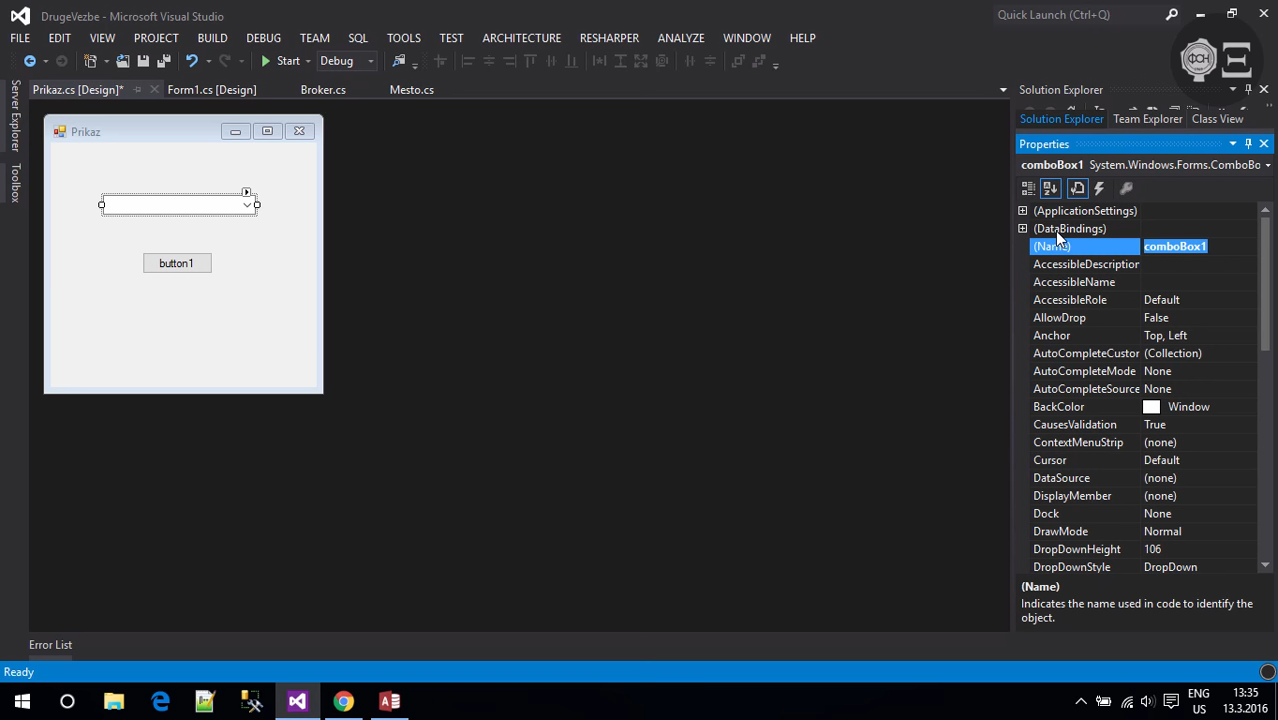 DrugeVezbe - Microsoft Visual Studio
Quick Launch (Ctrl+Q)
FILE EDIT VIEW PROJECT BUILD DEBUG TEAM SQL TOOLS TEST ARCHITECTURE RESHARPER ANALYZE WINDOW HELP
Start Debug
ФОН
Prikaz.cs [Design]* Form1.cs [Design] Broker.cs Mesto.cs
Solution Explorer
Server Explorer
Toolbox
Solution Explorer Team Explorer Class View
Prikaz
button1
Properties
comboBox1 System.Windows.Forms.ComboBo
(ApplicationSettings)
(DataBindings)
(Name) comboBox1
AccessibleDescription
AccessibleName
AccessibleRole Default
AllowDrop False
Anchor Top, Left
AutoCompleteCustor (Collection)
AutoCompleteMode None
AutoCompleteSource None
BackColor Window
CausesValidation True
ContextMenuStrip (none)
Cursor Default
DataSource (none)
DisplayMember (none)
Dock None
DrawMode Normal
DropDownHeight 106
DropDownStyle DropDown
(Name)
Indicates the name used in code to identify the
object.
Error List
Ready
ENG
US
13:35
13.3.2016